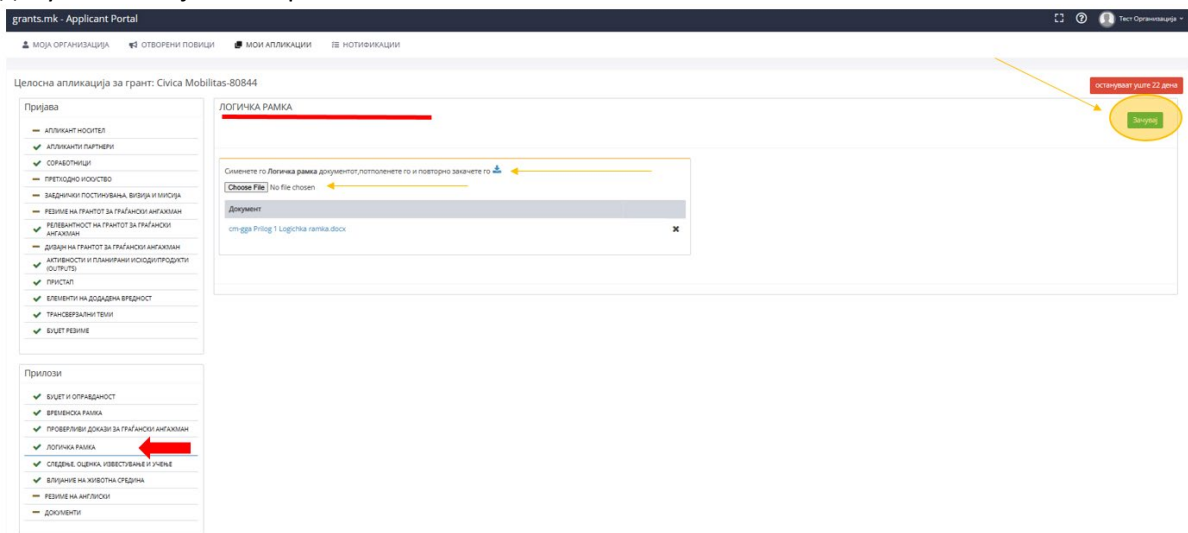 grants.mk - Applicant Portal
Тест Организација
МОЈА ОРГАНИЗАЦИЈА
ОТВОРЕНИ ПОВИЦИ
МОИ АПЛИКАЦИИ
НОТИФИКАЦИИ
Целосна апликација за грант: Civica Mobilitas-80844
остануваат уште 22 дена
Пријава
АПЛИКАНТ НОСИТЕЛ
АПЛИКАНТИ ПАРТНЕРИ
СОРАБОТНИЦИ
ПРЕТХОДНО ИСКУСТВО
ЗАЕДНИЧКИ ПОСТИНУВАЊА, ВИЗИЈА И МИСИЈА
РЕЗИМЕ НА ГРАНТОТ ЗА ГРАЃАНСКИ АНГАЖМАН
РЕЛЕВАНТНОСТ НА ГРАНТОТ ЗА ГРАЃАНСКИ
АНГАЖМАН
ДИЗАЈН НА ГРАНТОТ ЗА ГРАЃАНСКИ АНГАЖМАН
АКТИВНОСТИ И ПЛАНИРАНИ ИСХОДИ/ПРОДУКТИ
(OUTPUTS)
ПРИСТАП
ЕЛЕМЕНТИ НА ДОДАДЕНА ВРЕДНОСТ
ТРАНСВЕРЗАЛНИ ТЕМИ
БУЏЕТ РЕЗИМЕ
ЛОГИЧКА РАМКА
Зачувај
Сименете го Логичка рамка документот,потполенете го и повторно закачете го
Choose File No file chosen
Документ
cm-gga Prilog 1 Logichka ramka.docx
Прилози
БУЏЕТ И ОПРАВДАНОСТ
ВРЕМЕНСКА РАМКА
ПРОВЕРЛИВИ ДОКАЗИ ЗА ГРАЃАНСКИ АНГАЖМАН
ЛОГИЧКА РАМКА
СЛЕДЕЊЕ, ОЦЕНКА, ИЗВЕСТУВАЊЕ И УЧЕЊЕ
ВЛИЈАНИЕ НА ЖИВОТНА СРЕДИНА
РЕЗИМЕ НА АНГЛИСКИ
ДОКУМЕНТИ